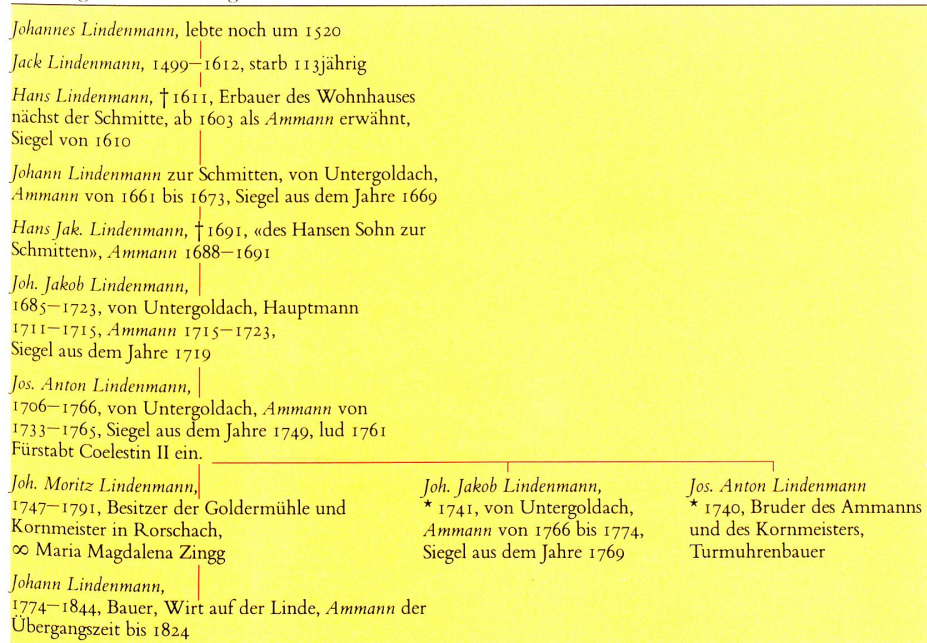 Johannes Lindenmann, lebte noch um 1520
Jack Lindenmann, 1499–1612, starb 113jährig
Hans Lindenmann, †1611, Erbauer des Wohnhauses
nächst der Schmitte, ab 1603 als Ammann erwähnt,
Siegel von 1610
Johann Lindenmann zur Schmitten, von Untergoldach,
Ammann von 1661 bis 1673, Siegel aus dem Jahre 1669
Hans Jak. Lindenmann, †1691, «des Hansen Sohn zur
Schmitten», Ammann 1688–1691
Joh. Jakob Lindenmann,
1685–1723, von Untergoldach, Hauptmann
1711–1715, Ammann 1715–1723,
Siegel aus dem Jahre 1719
Jos. Anton Lindenmann,
1706–1766, von Untergoldach, Ammann von
1733–1765, Siegel aus dem Jahre 1749, lud 1761
Fürstabt Coelestin II ein.
Joh. Moritz Lindenmann,
1747–1791, Besitzer der Goldermühle und
Kornmeister in Rorschach,
∞ Maria Magdalena Zingg
Joh. Jakob Lindenmann,
* 1741, von Untergoldach,
Ammann von 1766 bis 1774,
Siegel aus dem Jahre 1769
Jos. Anton Lindenmann
* 1740, Bruder des Ammanns
und des Kornmeisters,
Turmuhrenbauer
Johann Lindenmann,
1774–1844, Bauer, Wirt auf der Linde, Ammann der
Übergangszeit bis 1824